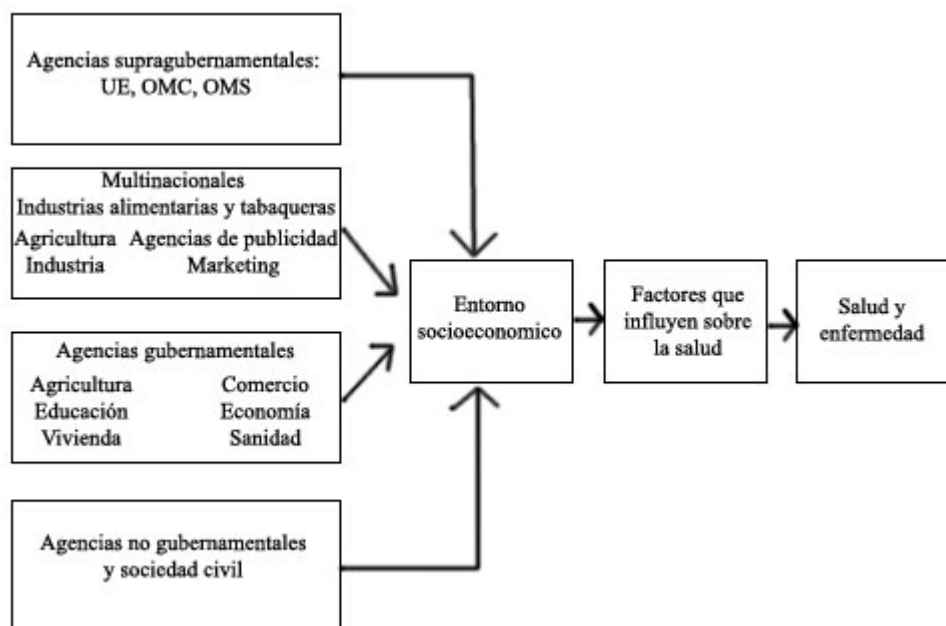 Agencias supragubernamentales:
UE, OMC, OMS
Multinacionales
Industrias alimentarias y tabaqueras
Agricultura Agencias de publicidad
Industria Marketing
Agencias gubernamentales
Agricultura Comercio
Educación Economía
Vivienda Sanidad
Agencias no gubernamentales
y sociedad civil
Entorno
socioeconomico
Factores que
influyen sobre
la salud
Salud y
enfermedad